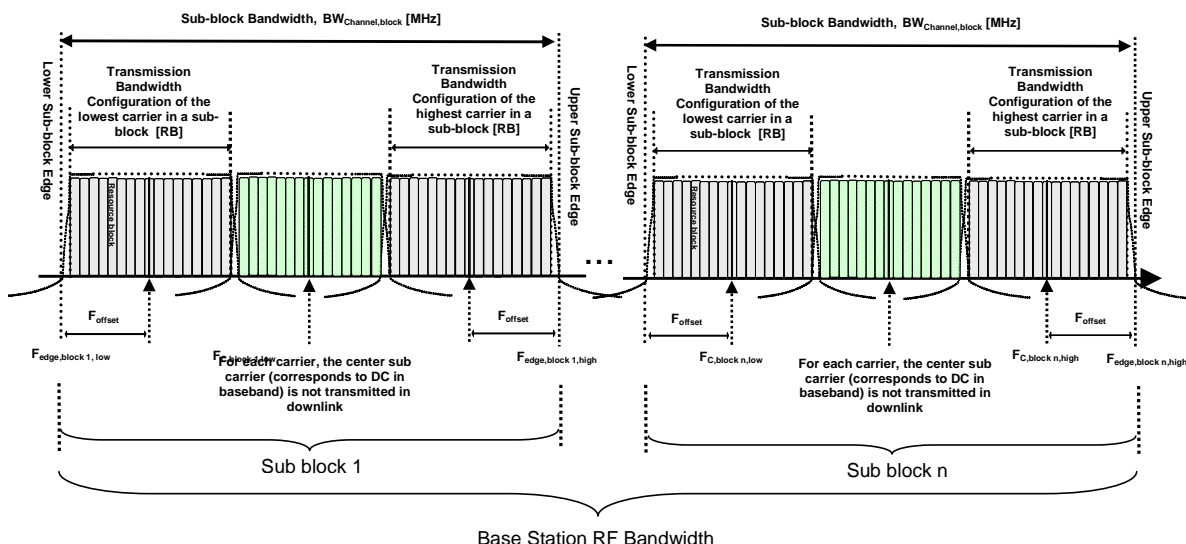 Sub-block Bandwidth, BWChannel,block [MHz]
Sub-block Bandwidth, BWChannel,block [MHz]
Lower Sub-block Edge
Transmission
Bandwidth
Configuration of the
lowest carrier in a sub-
block [RB]
Transmission
Bandwidth
Configuration of the
highest carrier in a
sub-block [RB]
Upper Sub-block Edge
Lower Sub-block Edge
Transmission
Bandwidth
Configuration of the
lowest carrier in a
sub-block [RB]
Transmission
Bandwidth
Configuration of the
highest carrier in a
sub-block [RB]
Upper Sub-block Edge
Resource block
Resource block
...
Foffset
Foffset
Foffset
Foffset
Fedge,block 1, low
FC,block 1,low
Fedge,block 1,high
FC,block n,low
FC,block n,high
Fedge,block n,high
For each carrier, the center sub
carrier (corresponds to DC in
baseband) is not transmitted in
downlink
For each carrier, the center sub
carrier (corresponds to DC in
baseband) is not transmitted in
downlink
Sub block 1
Sub block n
Base Station RF Bandwidth